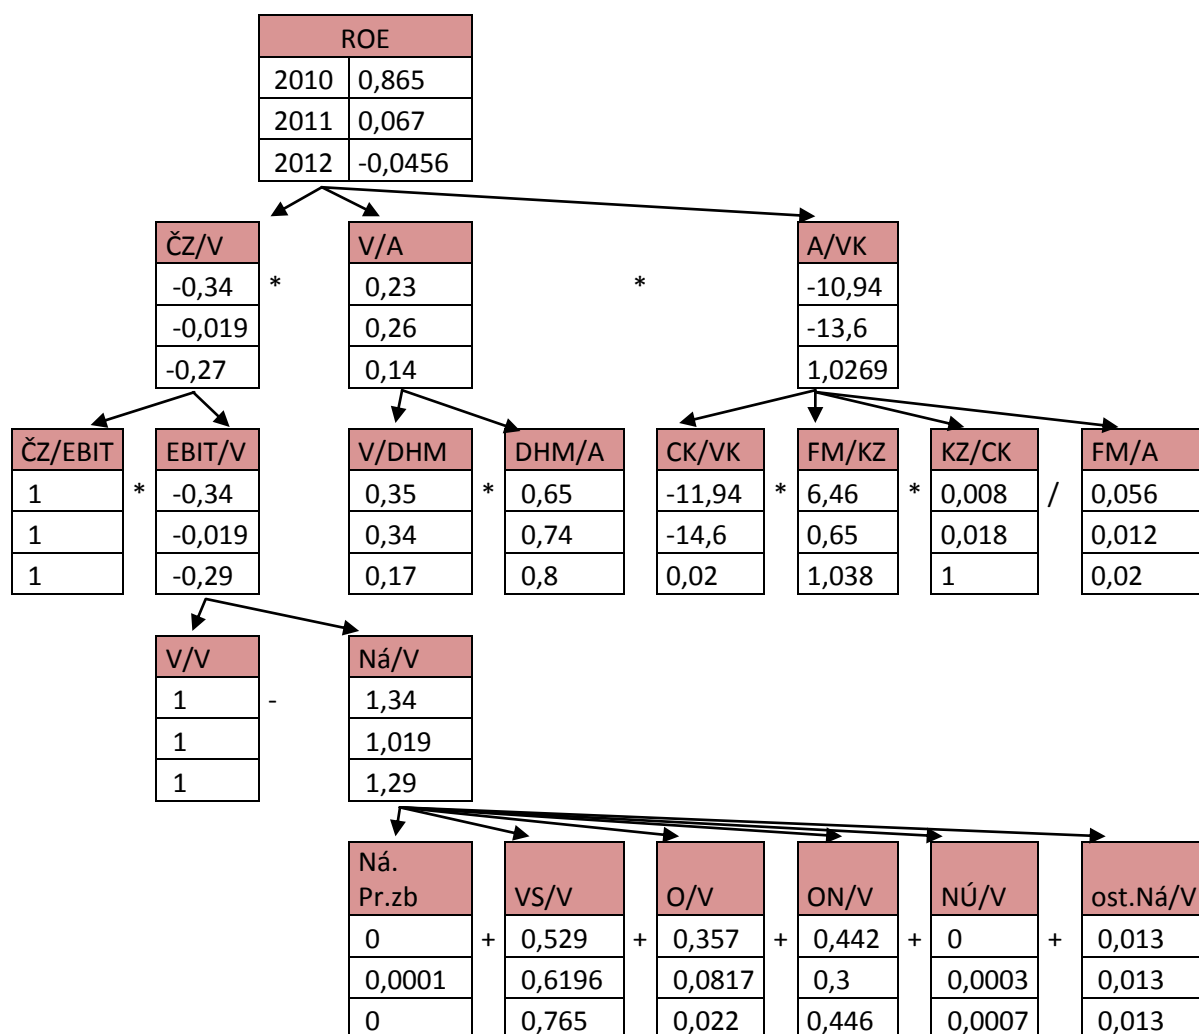 ROE
2010 0,865
2011 0,067
2012 -0,0456
ČZ/V V/A A/VK
-0,34 * 0,23 * -10,94
-0,019 0,26 -13,6
-0,27 0,14 1,0269
ČZ/EBIT EBIT/V V/DHM DHM/A CK/VK FM/KZ KZ/CK FM/A
1 * -0,34 0,35 * 0,65 -11,94 * 6,46 * 0,008 / 0,056
1 -0,019 0,34 0,74 -14,6 0,65 0,018 0,012
1 -0,29 0,17 0,8 0,02 1,038 1 0,02
V/V Ná/V
1 - 1,34
1 1,019
1 1,29
Ná.
Pr.zb VS/V O/V ON/V NÚ/V ost.Ná/V
0 + 0,529 + 0,357 + 0,442 + 0 + 0,013
0,0001 0,6196 0,0817 0,3 0,0003 0,013
0 0,765 0,022 0,446 0,0007 0,013